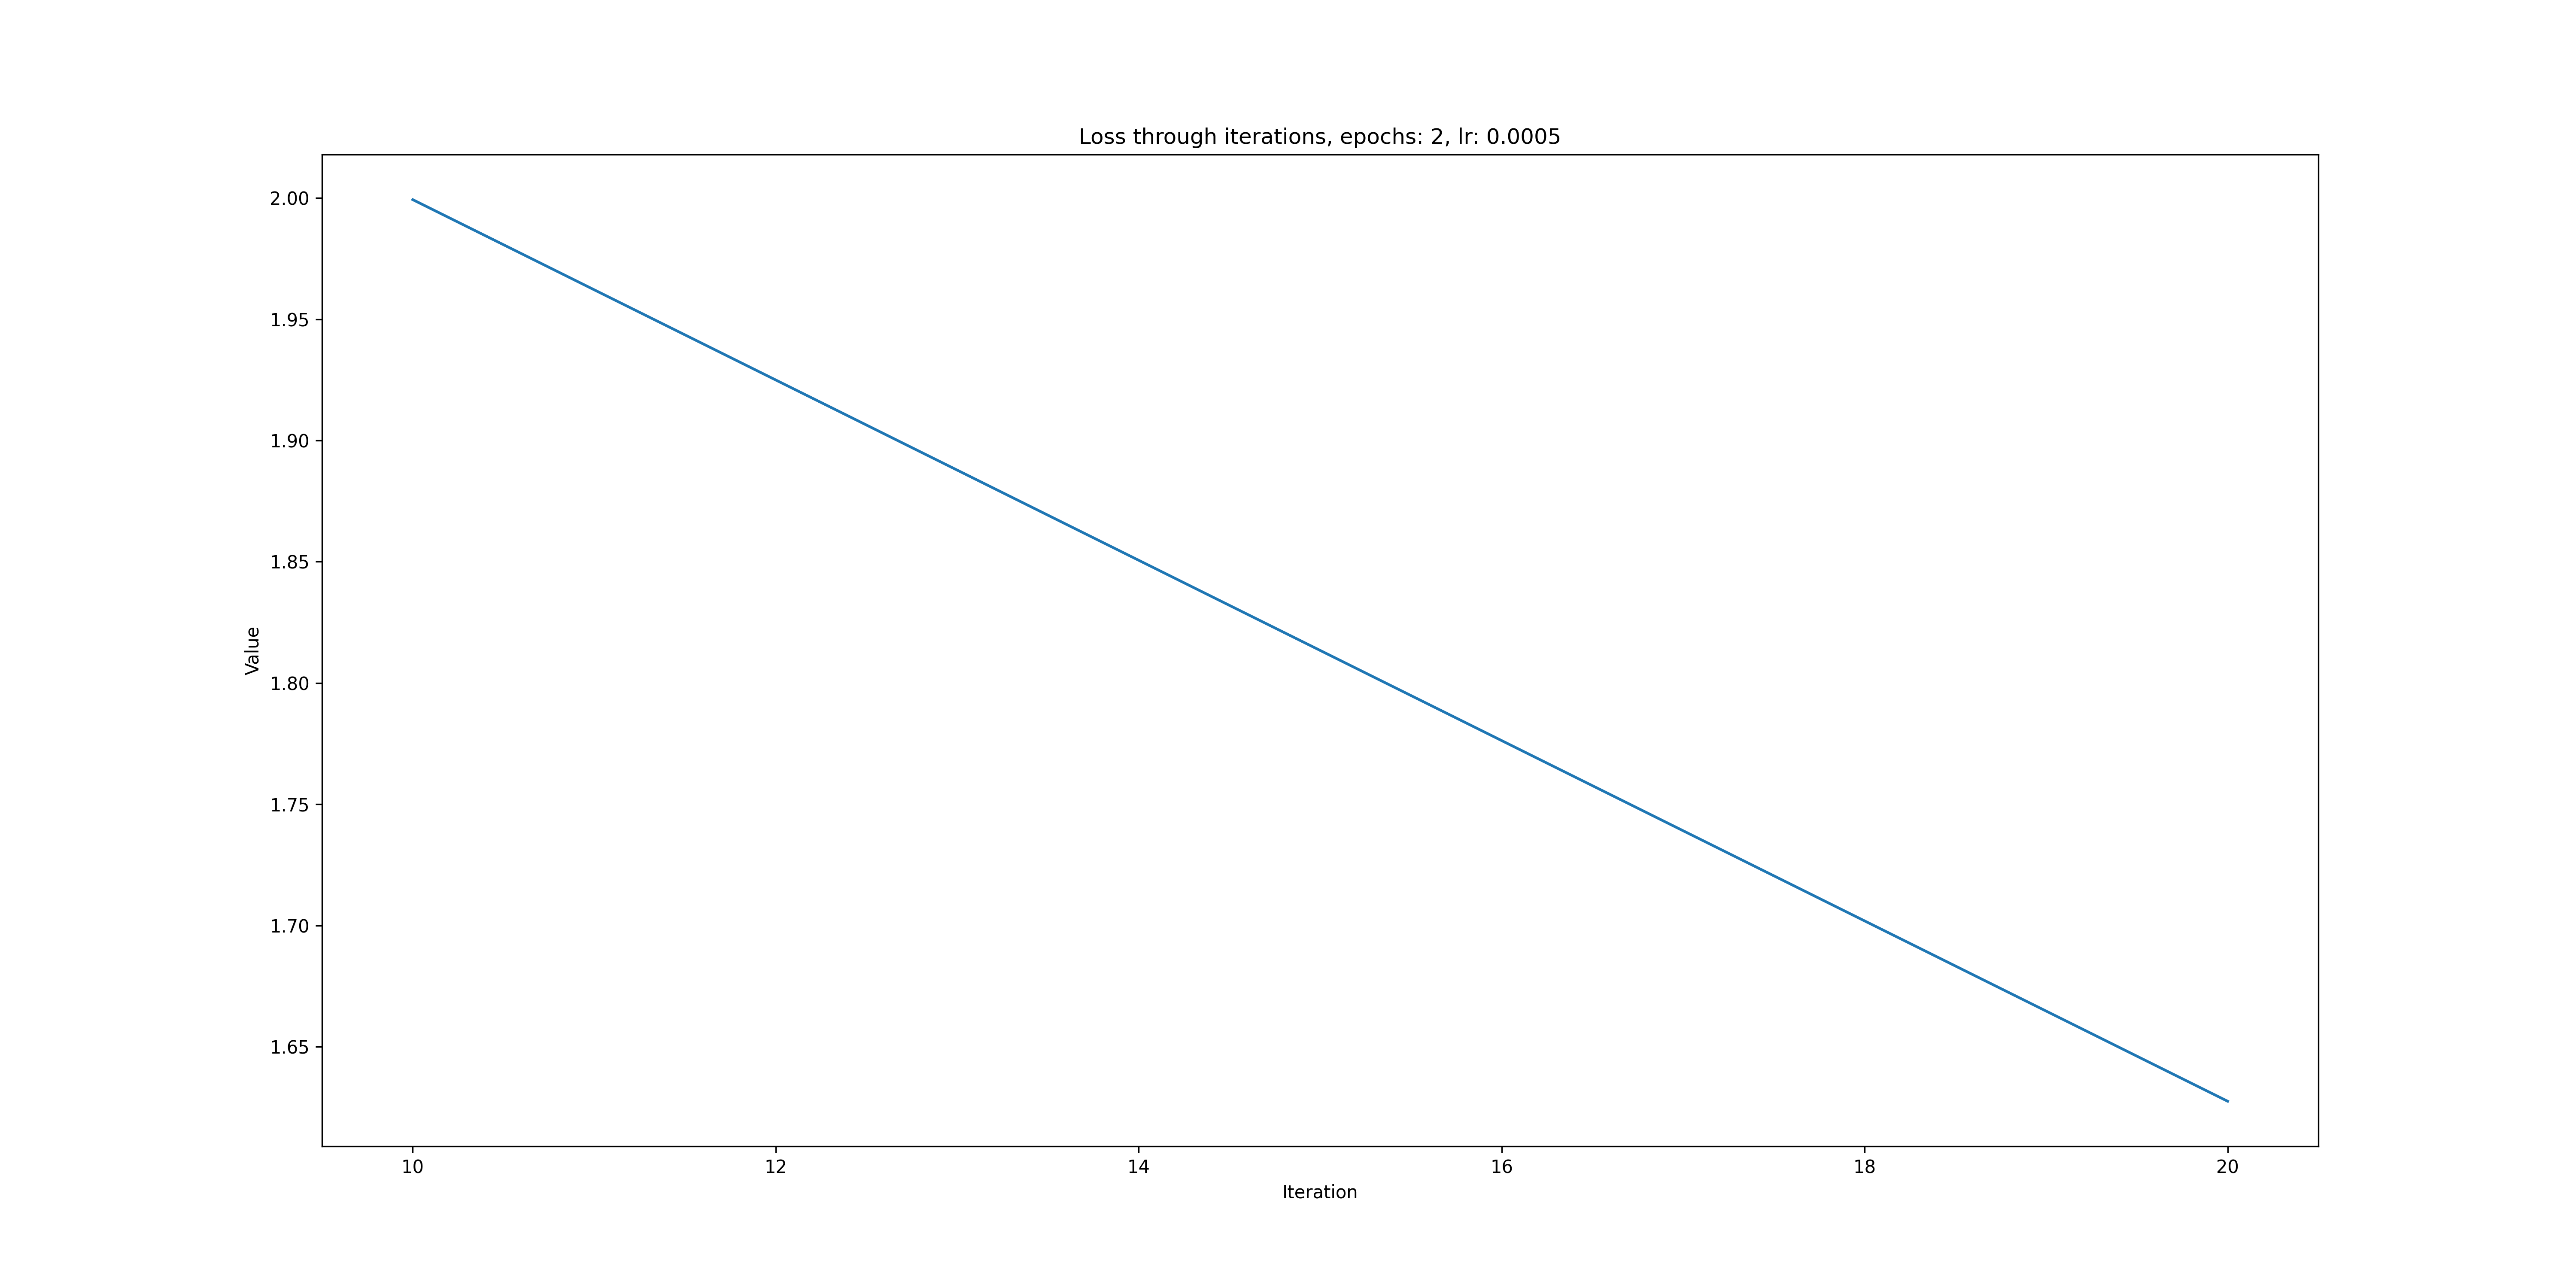 Loss through iterations, epochs: 2, lr: 0.0005
2.00
1.95
1.90
1.85
1.80
1.75
1.70
1.65
Value
10 12 14 16 18 20
Iteration